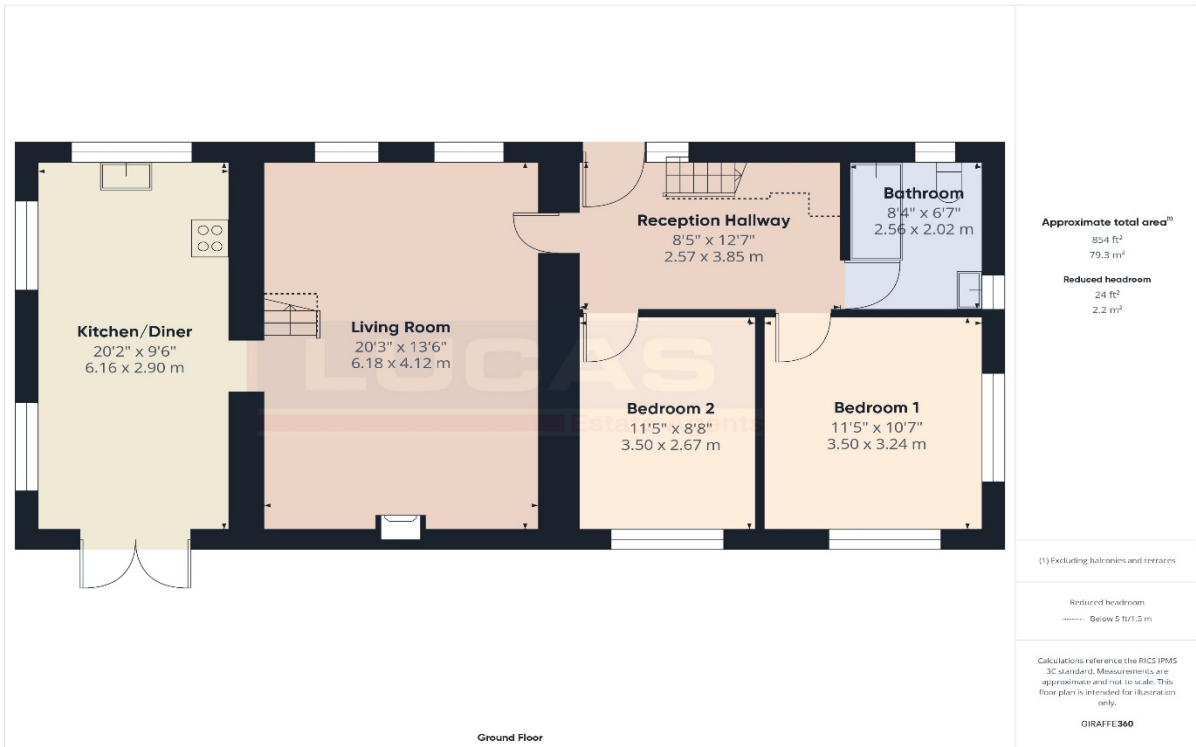 Kitchen/Diner
20'2" x 9'6"
6.16 x 2.90 m
Living Room
20'3" x 13'6"
6.18 x 4.12 m
Reception Hallway
8'5" x 12'7"
2.57 x 3.85 m
Bathroom
8'4" x 6'7"
2.56 x 2.02 m
LUCAS
Estate Agents
Bedroom 2
11'5" x 8'8"
3.50 x 2.67 m
Bedroom 1
11'5" x 10'7"
3.50 x 3.24 m
Ground Floor
Approximate total area⁽¹⁾
854 ft²
79.3 m²
Reduced headroom
24 ft²
2.2 m²
(1) Excluding balconies and terraces
Reduced headroom
Below 5 ft/1.5 m
Calculations reference the RICS IPMS
3C standard. Measurements are
approximate and not to scale. This
floor plan is intended for illustration
only.
GIRAFFE360